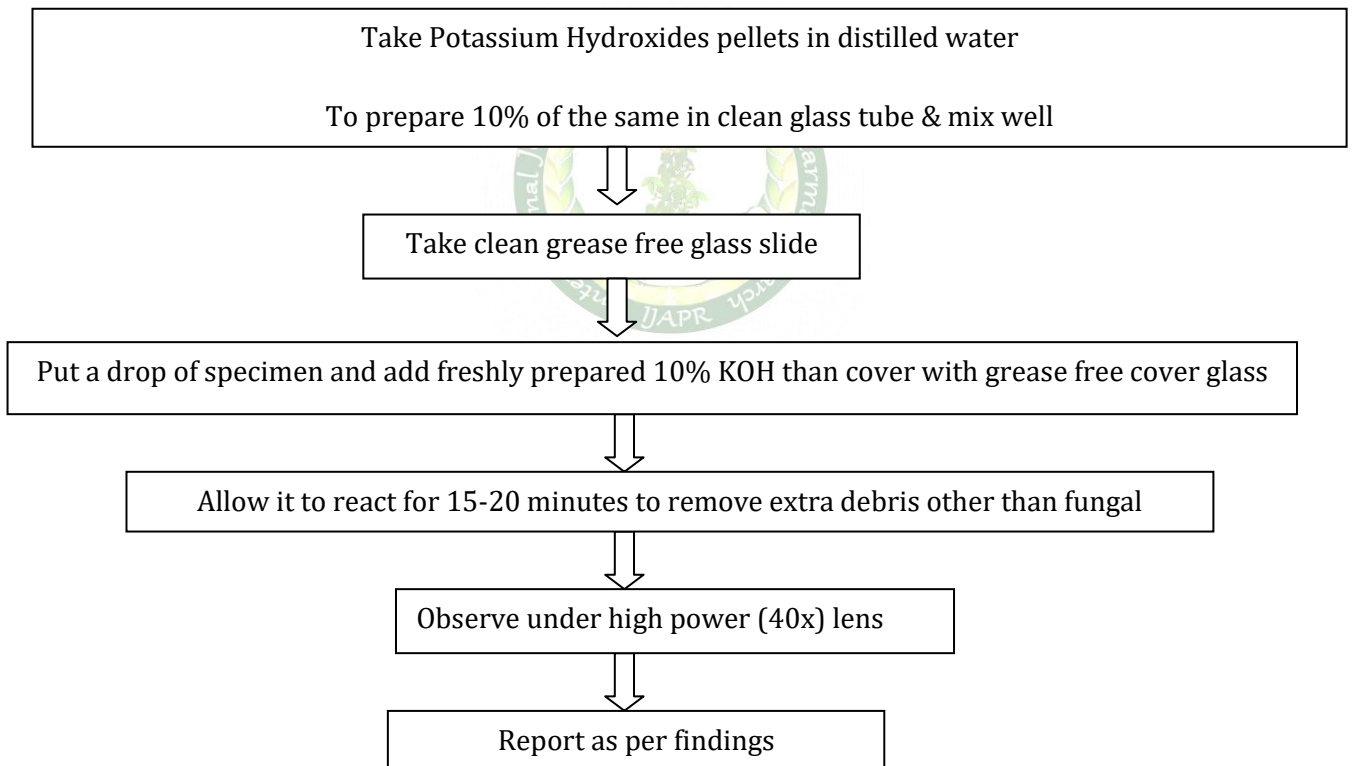 Take Potassium Hydroxides pellets in distilled water
To prepare 10% of the same in clean glass tube & mix well
Take clean grease free glass slide
IJAPR
Put a drop of specimen and add freshly prepared 10% KOH than cover with grease free cover glass
Allow it to react for 15-20 minutes to remove extra debris other than fungal
Observe under high power (40x) lens
Report as per findings